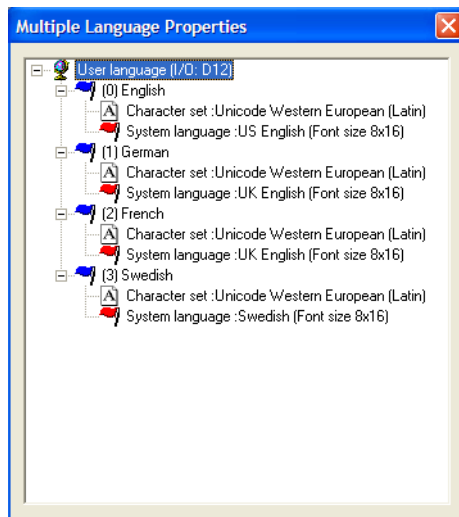 Multiple Language Properties
User language (I/O: D12)
(0) English
Character set :Unicode Western European (Latin)
System language :US English (Font size 8x16)
(1) German
Character set :Unicode Western European (Latin)
System language :UK English (Font size 8x16)
(2) French
Character set :Unicode Western European (Latin)
System language :UK English (Font size 8x16)
(3) Swedish
Character set :Unicode Western European (Latin)
System language :Swedish (Font size 8x16)